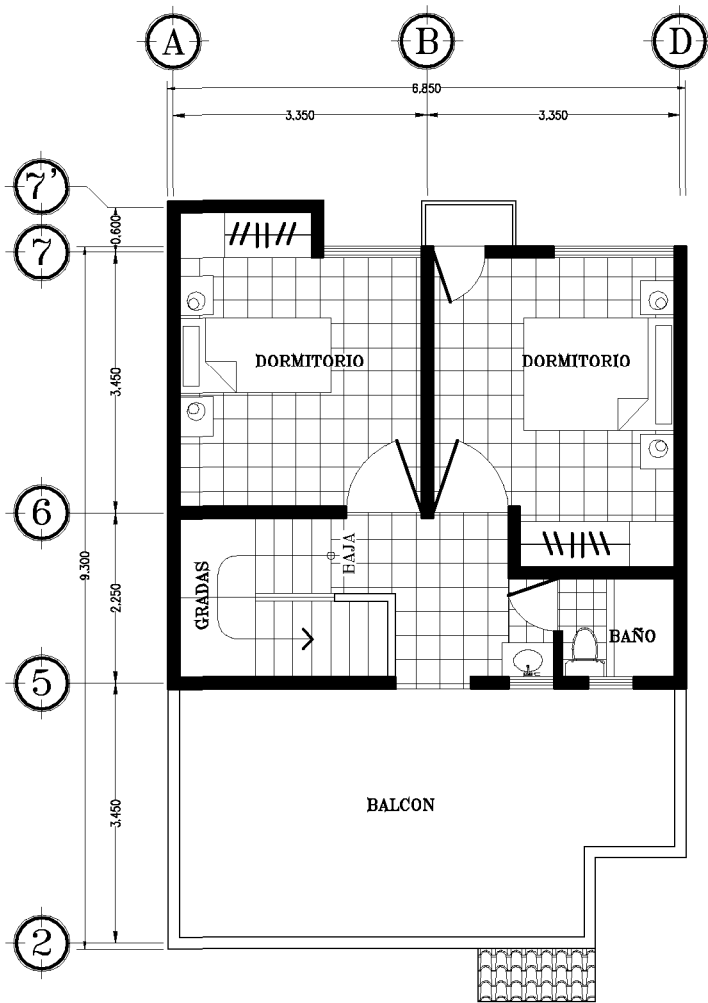 A B D
6.850
3.350 3.350
7'
0.600
7
3.450
DORMITORIO DORMITORIO
6
9.300
2.250
GRADAS
BAJA
BAÑO
5
3.450
BALCON
2